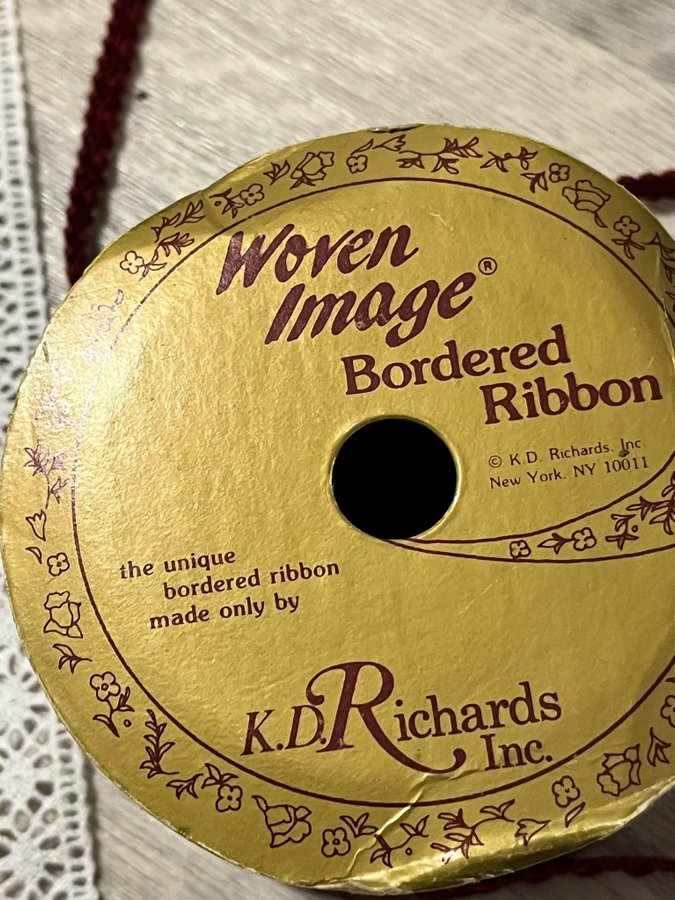 Woven
Image®
Bordered
Ribbon
© K.D. Richards, Inc.
New York, NY 10011
the unique
bordered ribbon
made only by
K.D. Richards
Inc.